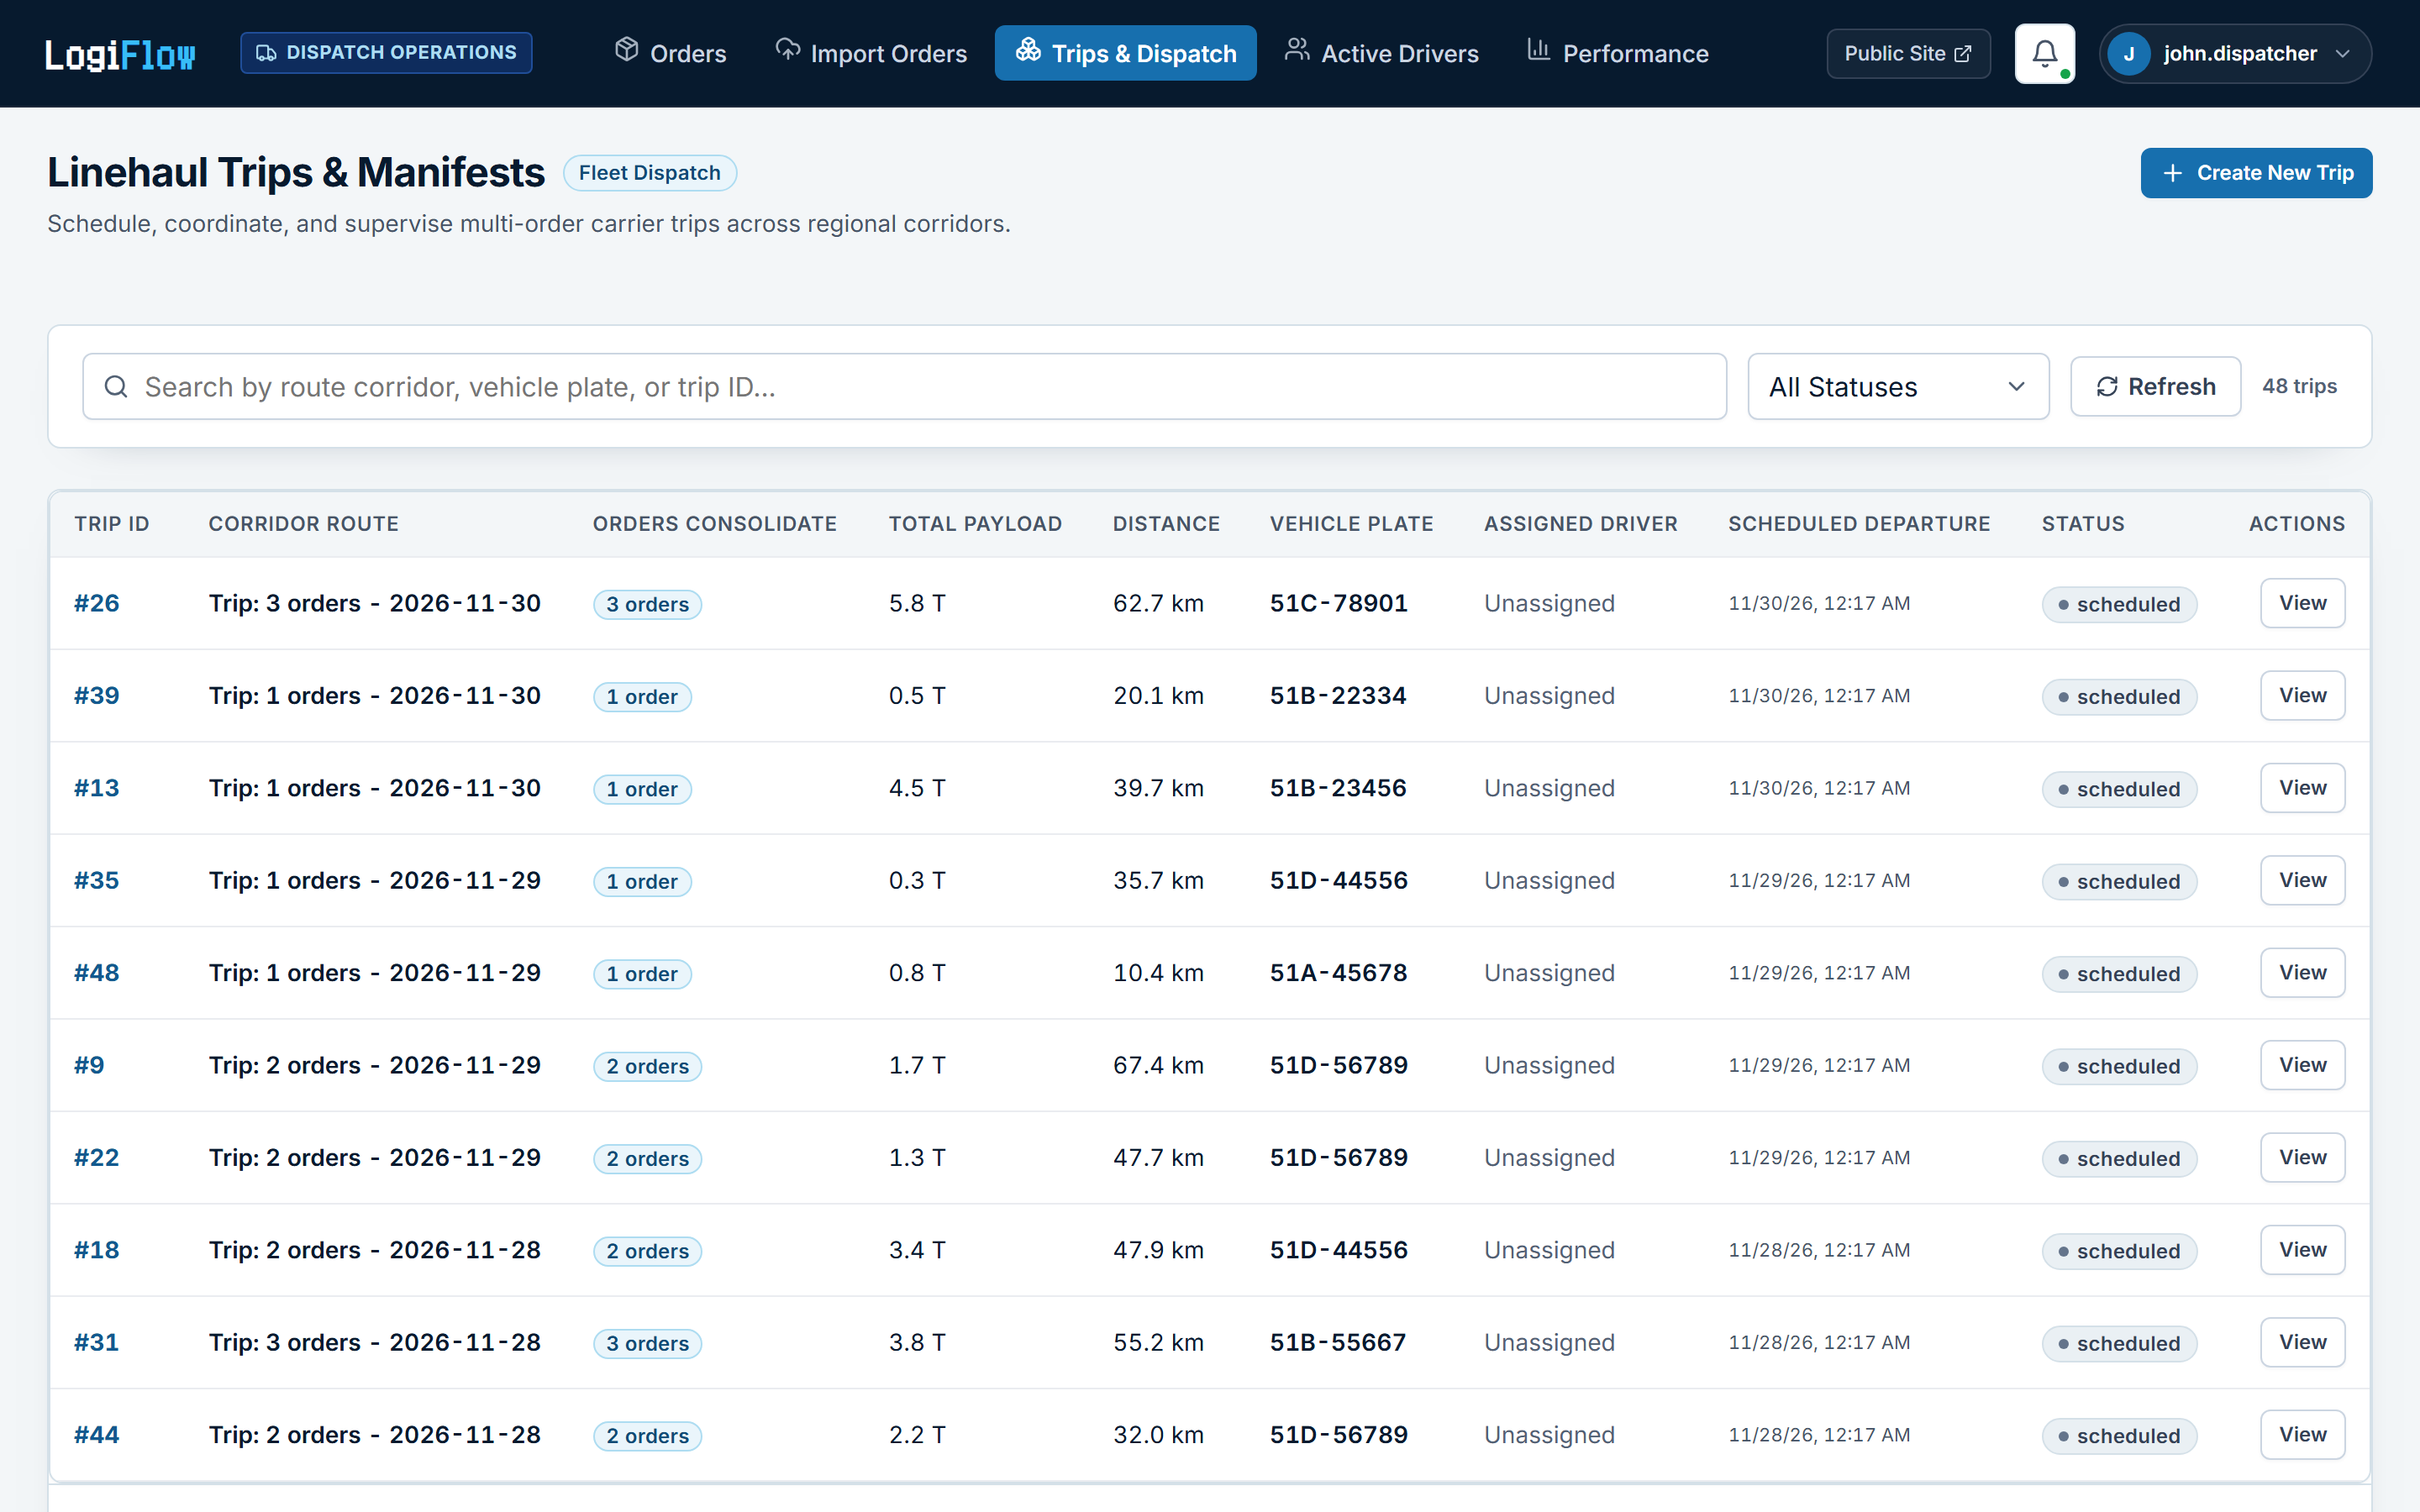 LogiFlow DISPATCH OPERATIONS Orders Import Orders Trips & Dispatch Active Drivers Performance Public Site J john.dispatcher
Linehaul Trips & Manifests Fleet Dispatch Create New Trip
Schedule, coordinate, and supervise multi-order carrier trips across regional corridors.
Search by route corridor, vehicle plate, or trip ID... All Statuses Refresh 48 trips
TRIP ID CORRIDOR ROUTE ORDERS CONSOLIDATE TOTAL PAYLOAD DISTANCE VEHICLE PLATE ASSIGNED DRIVER SCHEDULED DEPARTURE STATUS ACTIONS
#26 Trip: 3 orders - 2026-11-30 3 orders 5.8 T 62.7 km 51C-78901 Unassigned 11/30/26, 12:17 AM scheduled View
#39 Trip: 1 orders - 2026-11-30 1 order 0.5 T 20.1 km 51B-22334 Unassigned 11/30/26, 12:17 AM scheduled View
#13 Trip: 1 orders - 2026-11-30 1 order 4.5 T 39.7 km 51B-23456 Unassigned 11/30/26, 12:17 AM scheduled View
#35 Trip: 1 orders - 2026-11-29 1 order 0.3 T 35.7 km 51D-44556 Unassigned 11/29/26, 12:17 AM scheduled View
#48 Trip: 1 orders - 2026-11-29 1 order 0.8 T 10.4 km 51A-45678 Unassigned 11/29/26, 12:17 AM scheduled View
#9 Trip: 2 orders - 2026-11-29 2 orders 1.7 T 67.4 km 51D-56789 Unassigned 11/29/26, 12:17 AM scheduled View
#22 Trip: 2 orders - 2026-11-29 2 orders 1.3 T 47.7 km 51D-56789 Unassigned 11/29/26, 12:17 AM scheduled View
#18 Trip: 2 orders - 2026-11-28 2 orders 3.4 T 47.9 km 51D-44556 Unassigned 11/28/26, 12:17 AM scheduled View
#31 Trip: 3 orders - 2026-11-28 3 orders 3.8 T 55.2 km 51B-55667 Unassigned 11/28/26, 12:17 AM scheduled View
#44 Trip: 2 orders - 2026-11-28 2 orders 2.2 T 32.0 km 51D-56789 Unassigned 11/28/26, 12:17 AM scheduled View